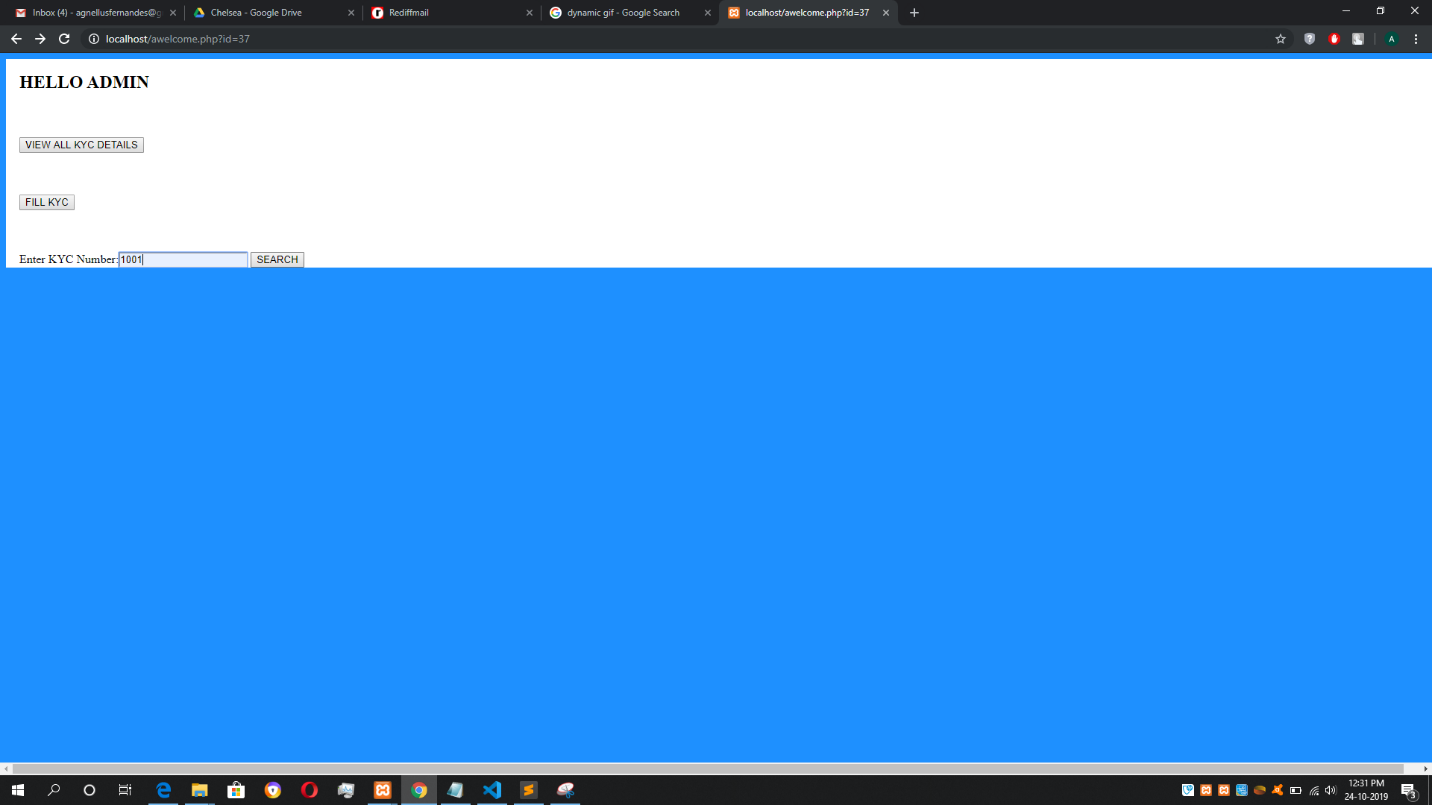 Inbox (4) - agnellusfernandes@g
Chelsea - Google Drive
Rediffmail
dynamic gif - Google Search
localhost/awelcome.php?id=37
localhost/awelcome.php?id=37
A
HELLO ADMIN
VIEW ALL KYC DETAILS
FILL KYC
Enter KYC Number:1001 SEARCH
12:31 PM
24-10-2019
3